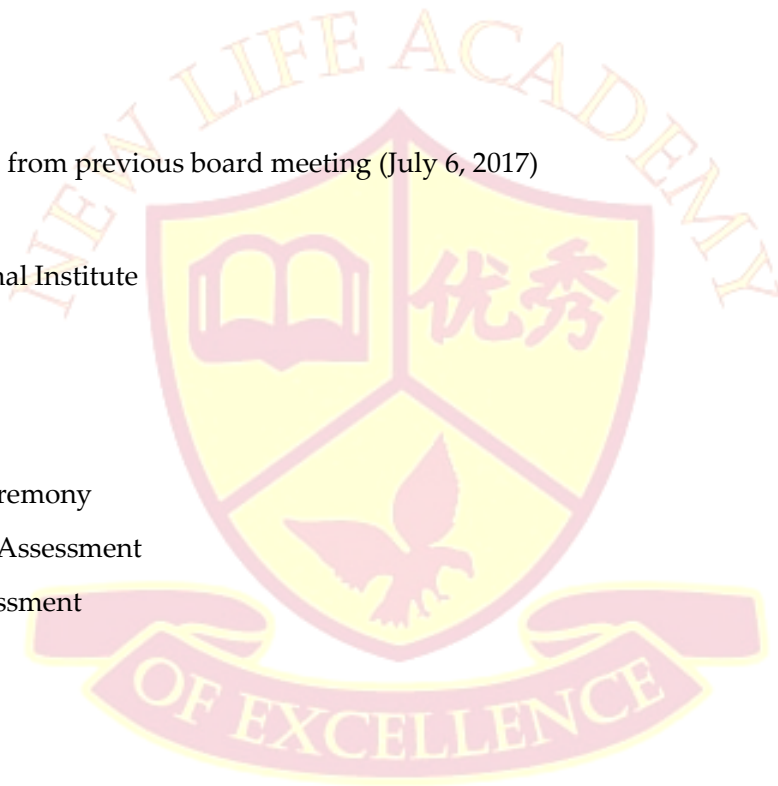 NEW LIFE ACADEMY
from previous board meeting (July 6, 2017)
nal Institute
优秀
remony
Assessment
ssment
OF EXCELLENCE